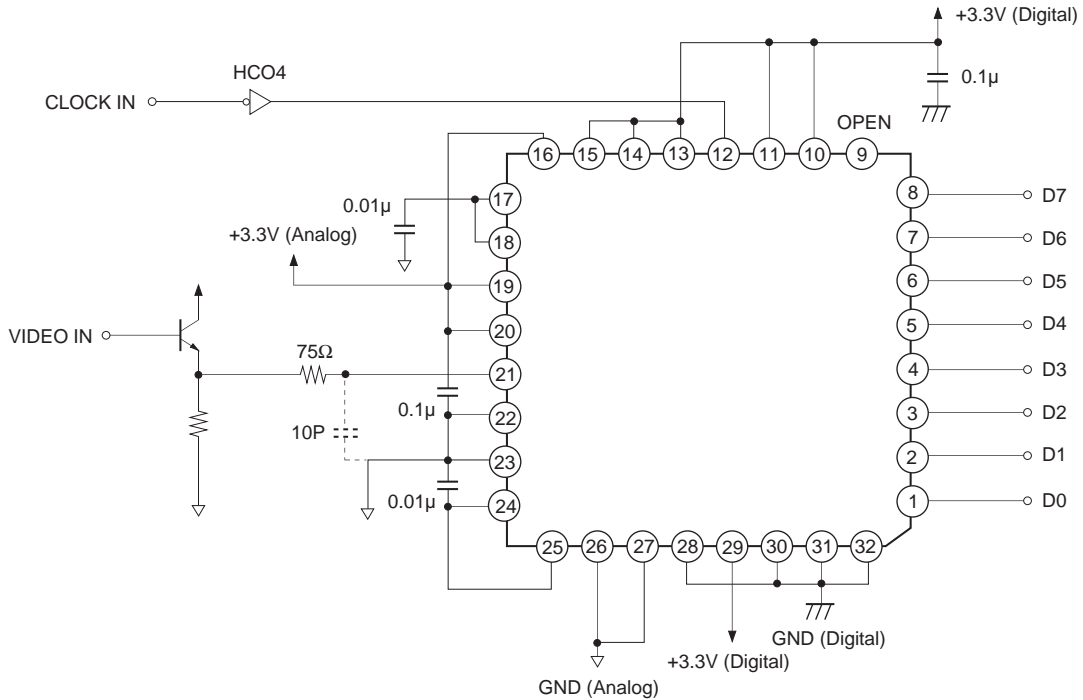 +3.3V (Digital)
HCO4
0.1µ
CLOCK IN
OPEN
16 15 14 13 12 11 10 9
17
8 D7
0.01µ
18
7 D6
+3.3V (Analog)
19
6 D5
20
5 D4
VIDEO IN
75Ω
21
4 D3
0.1µ
22
3 D2
10P
23
2 D1
0.01µ
24
1 D0
25 26 27 28 29 30 31 32
GND (Digital)
+3.3V (Digital)
GND (Analog)